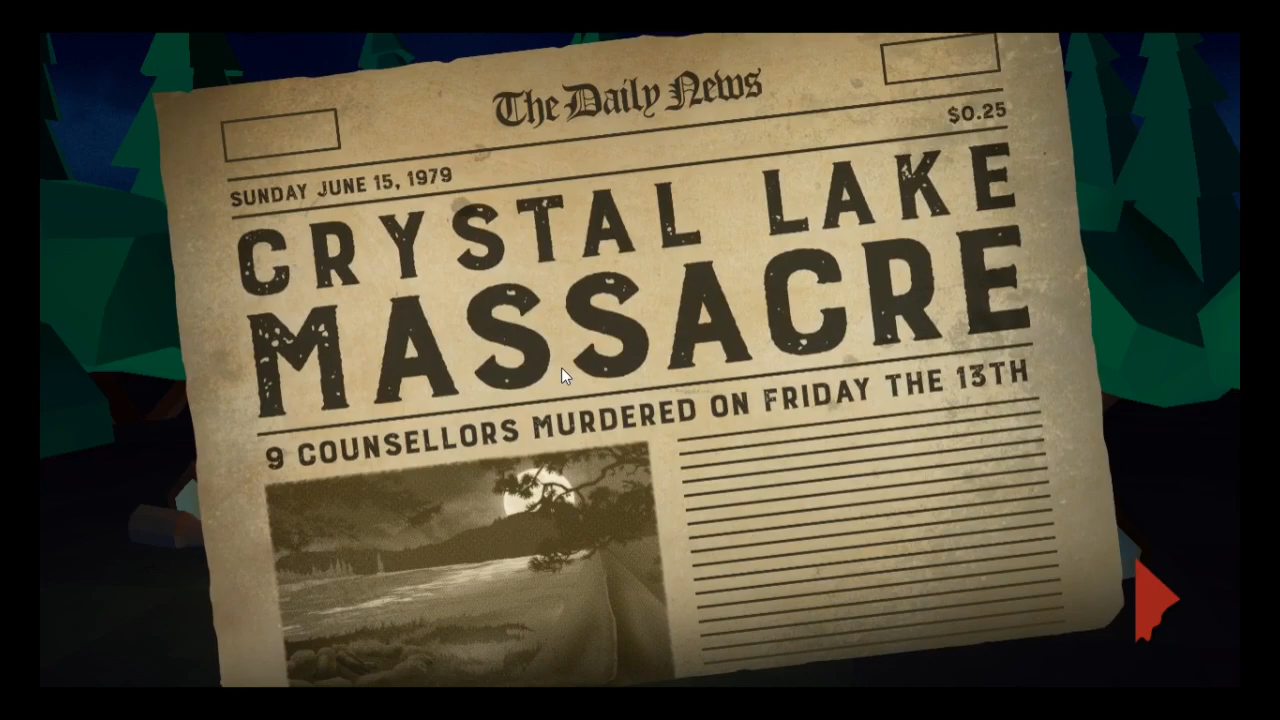 The Daily News
$0.25
SUNDAY JUNE 15, 1979
CRYSTAL LAKE
MASSACRE
9 COUNSELLORS MURDERED ON FRIDAY THE 13TH